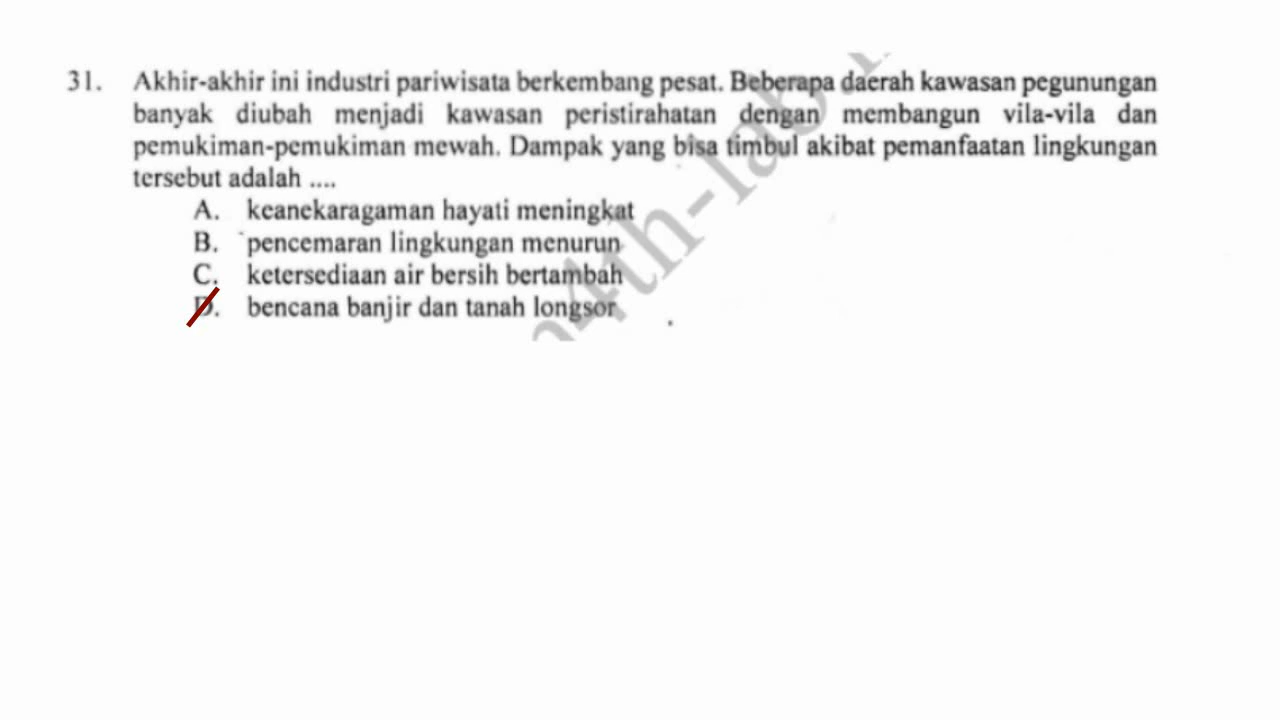 31. Akhir-akhir ini industri pariwisata berkembang pesat. Beberapa daerah kawasan pegunungan
banyak diubah menjadi kawasan peristirahatan dengan membangun vila-vila dan
pemukiman-pemukiman mewah. Dampak yang bisa timbul akibat pemanfaatan lingkungan
tersebut adalah ....
A. keanekaragaman hayati meningkat
B. pencemaran lingkungan menurun
C. ketersediaan air bersih bertambah
D. bencana banjir dan tanah longsor